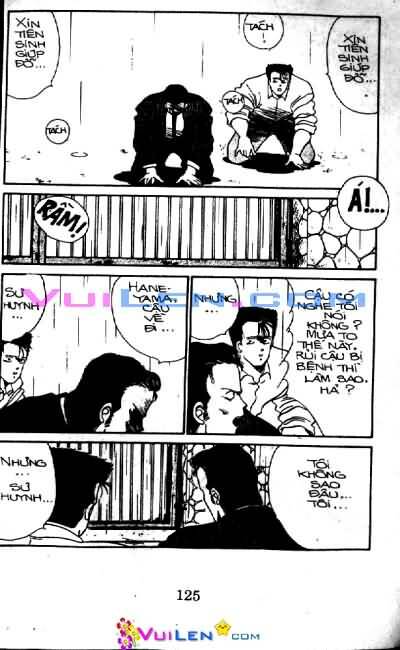 XIN
TIÊN
SINH
GIÚP
ĐỠ...
TÁCH
!
TÁCH
TÁCH
XIN
TIÊN
SINH
GIÚP
ĐỠ...
RẦM!
Á!...
SƯ
HUYNH
...
HANE-
YAMA,
CẬU
VỀ
ĐI ...
NHƯNG
...
CẬU CÓ
NGHE TÔI
NÓI
KHÔNG?
MƯA TO
THẾ NÀY,
RỦI CẬU BỊ
BỆNH THÌ
LÀM SAO,
HẢ?
VUILEN.COM
NHƯNG
...
SƯ
HUYNH...
TÔI
KHÔNG
SAO
ĐÂU...
TÔI ...
125
VUILEN.COM